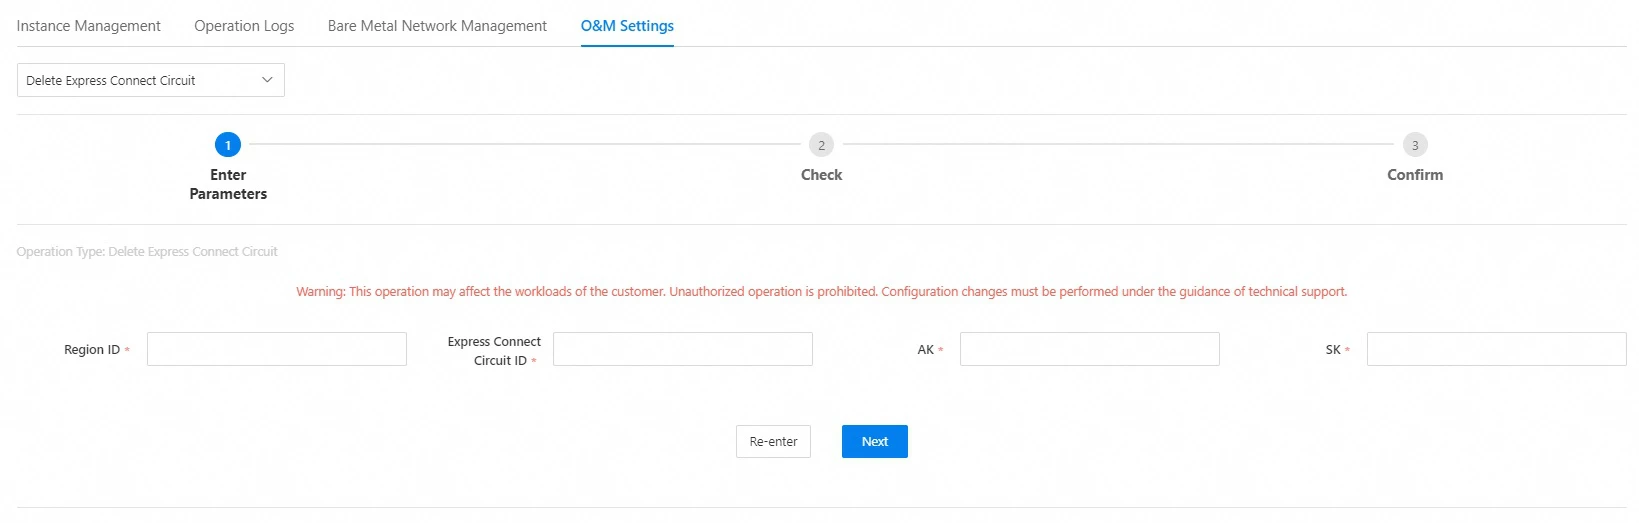 Instance Management Operation Logs Bare Metal Network Management O&M Settings
Delete Express Connect Circuit
1 2 3
Enter Parameters Check Confirm
Operation Type: Delete Express Connect Circuit
Warning: This operation may affect the workloads of the customer. Unauthorized operation is prohibited. Configuration changes must be performed under the guidance of technical support.
Region ID * Express Connect Circuit ID * AK * SK *
Re-enter Next